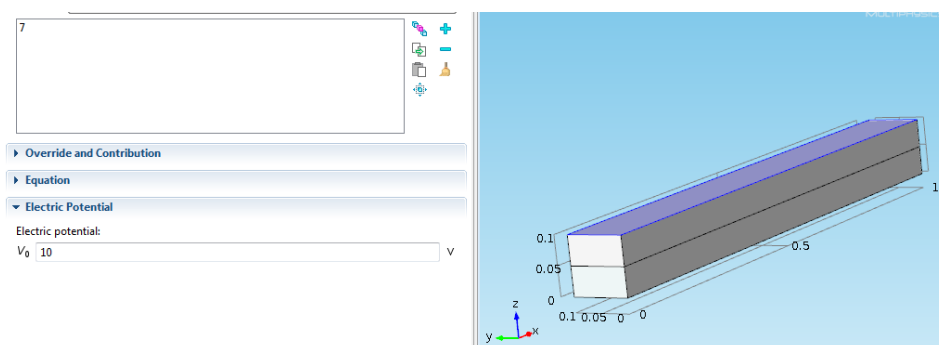 7
Override and Contribution
Equation
Electric Potential
Electric potential:
V₀ 10 V
MULTIPHYSIC
0.1
0.05
0
0.1 0.05 0 0
0.5
1
z
y x